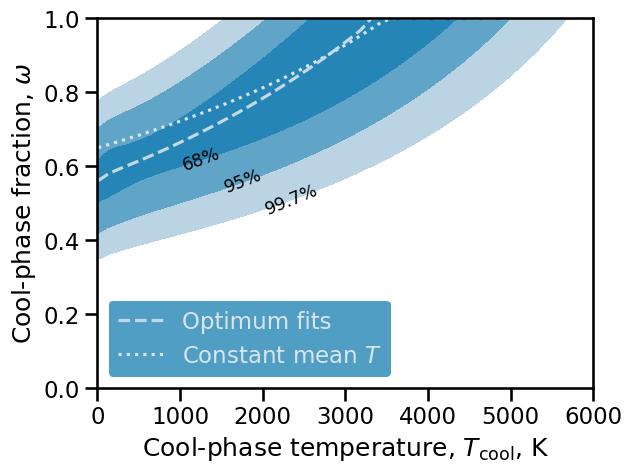 1.0
0.8
0.6
0.4
0.2
0.0
Cool-phase fraction, ω
68%
95%
99.7%
Optimum fits
Constant mean T
0 1000 2000 3000 4000 5000 6000
Cool-phase temperature, T_cool, K